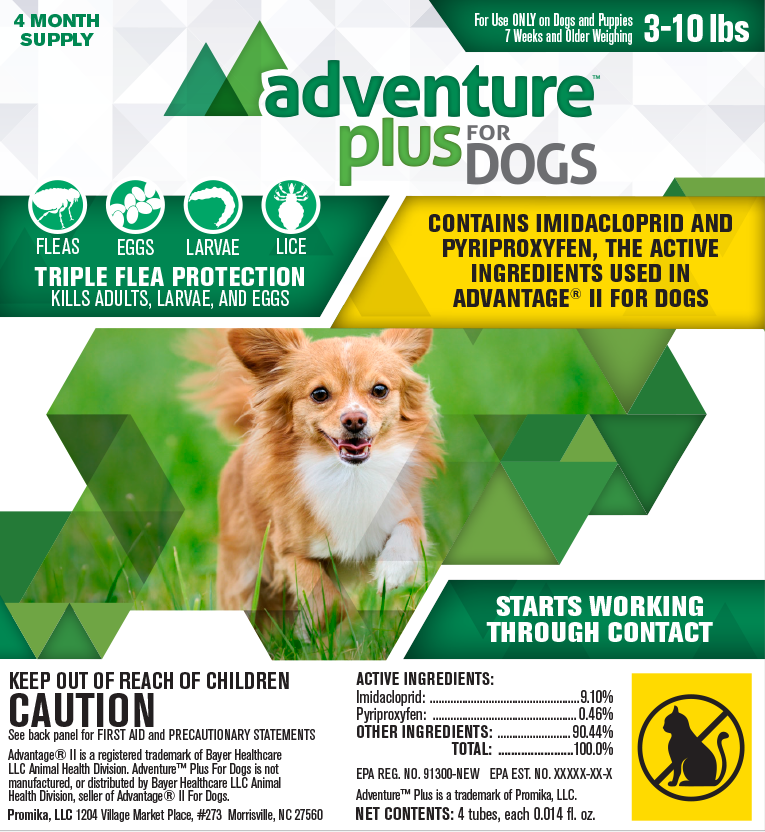 4 MONTH
SUPPLY
For Use ONLY on Dogs and Puppies
7 Weeks and Older Weighing
3-10 lbs
adventure™
plus FOR
DOGS
FLEAS EGGS LARVAE LICE
TRIPLE FLEA PROTECTION
KILLS ADULTS, LARVAE, AND EGGS
CONTAINS IMIDACLOPRID AND
PYRIPROXYFEN, THE ACTIVE
INGREDIENTS USED IN
ADVANTAGE® II FOR DOGS
STARTS WORKING
THROUGH CONTACT
KEEP OUT OF REACH OF CHILDREN
CAUTION
See back panel for FIRST AID and PRECAUTIONARY STATEMENTS
Advantage® II is a registered trademark of Bayer Healthcare
LLC Animal Health Division. Adventure™ Plus For Dogs is not
manufactured, or distributed by Bayer Healthcare LLC Animal
Health Division, seller of Advantage® II For Dogs.
Promika, LLC 1204 Village Market Place, #273 Morrisville, NC 27560
ACTIVE INGREDIENTS:
Imidacloprid: ....................................................9.10%
Pyriproxyfen: .................................................. 0.46%
OTHER INGREDIENTS: .........................90.44%
TOTAL: .......................100.0%
EPA REG. NO. 91300-NEW EPA EST. NO. XXXXX-XX-X
Adventure™ Plus is a trademark of Promika, LLC.
NET CONTENTS: 4 tubes, each 0.014 fl. oz.